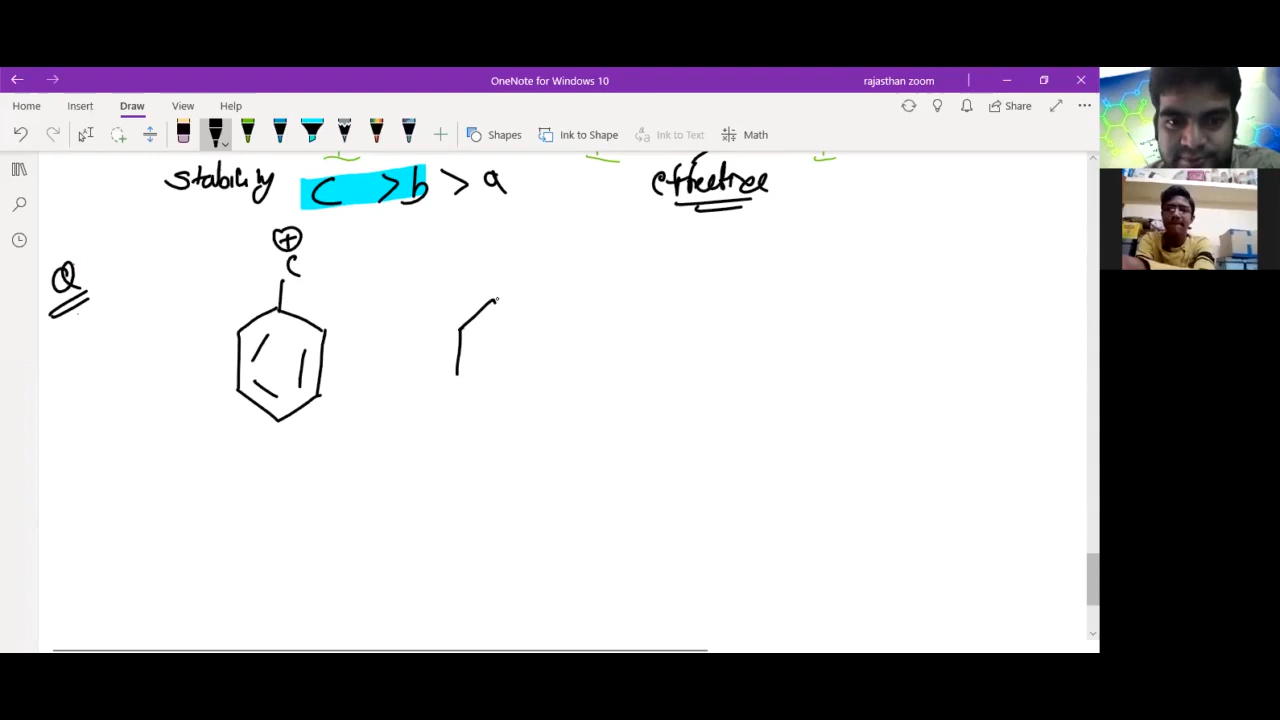 OneNote for Windows 10
rajasthan zoom
Home Insert Draw View Help
Share
Shapes
Ink to Shape
Ink to Text
Math
Stability C > b > a
Q
+
C